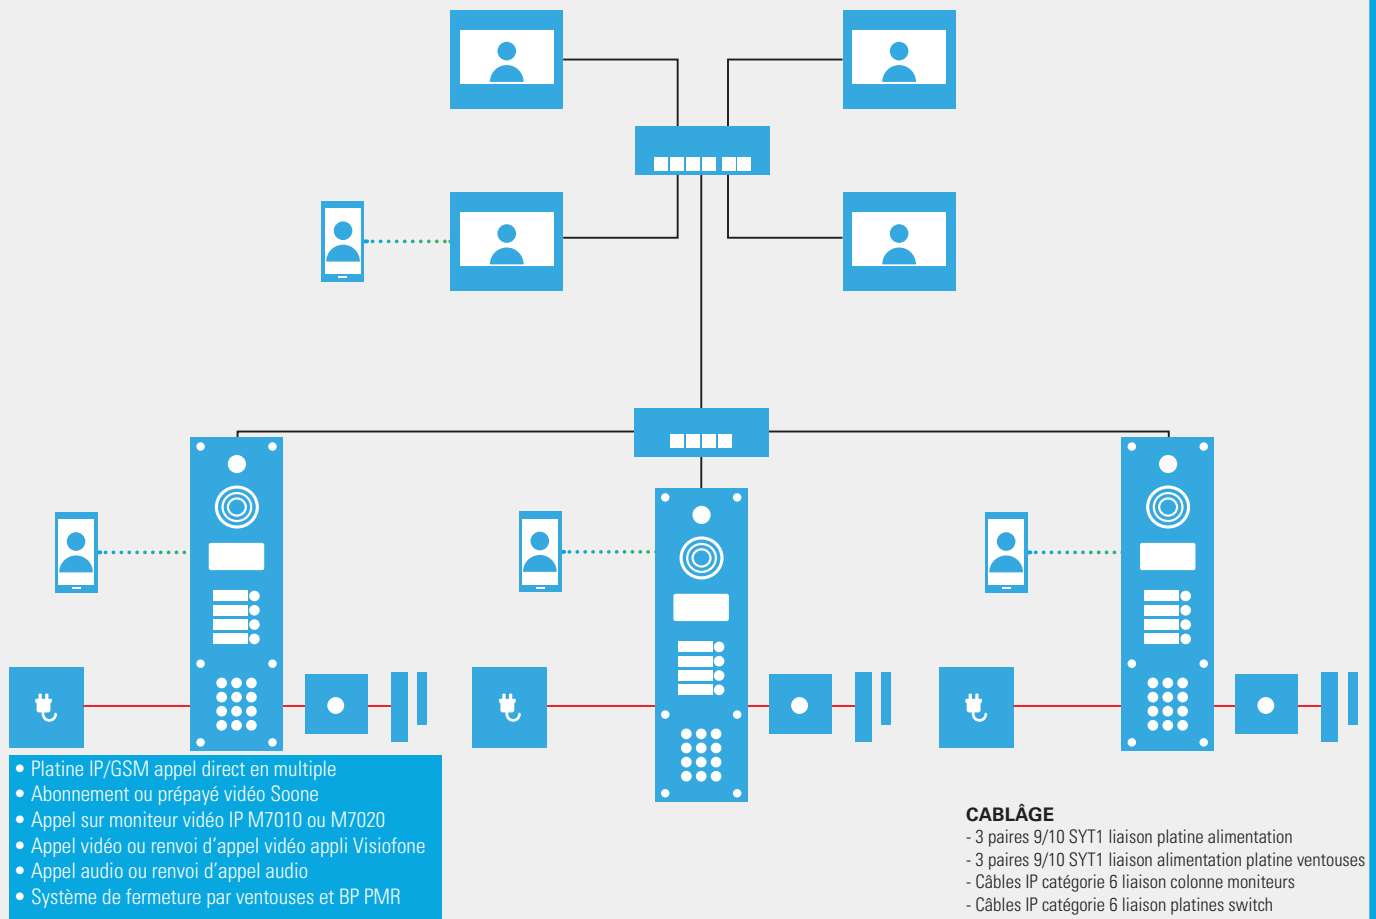 • Platine IP/GSM appel direct en multiple
• Abonnement ou prépayé vidéo Soone
• Appel sur moniteur vidéo IP M7010 ou M7020
• Appel vidéo ou renvoi d'appel vidéo appli Visiofone
• Appel audio ou renvoi d'appel audio
• Système de fermeture par ventouses et BP PMR
CABLÂGE
- 3 paires 9/10 SYT1 liaison platine alimentation
- 3 paires 9/10 SYT1 liaison alimentation platine ventouses
- Câbles IP catégorie 6 liaison colonne moniteurs
- Câbles IP catégorie 6 liaison platines switch